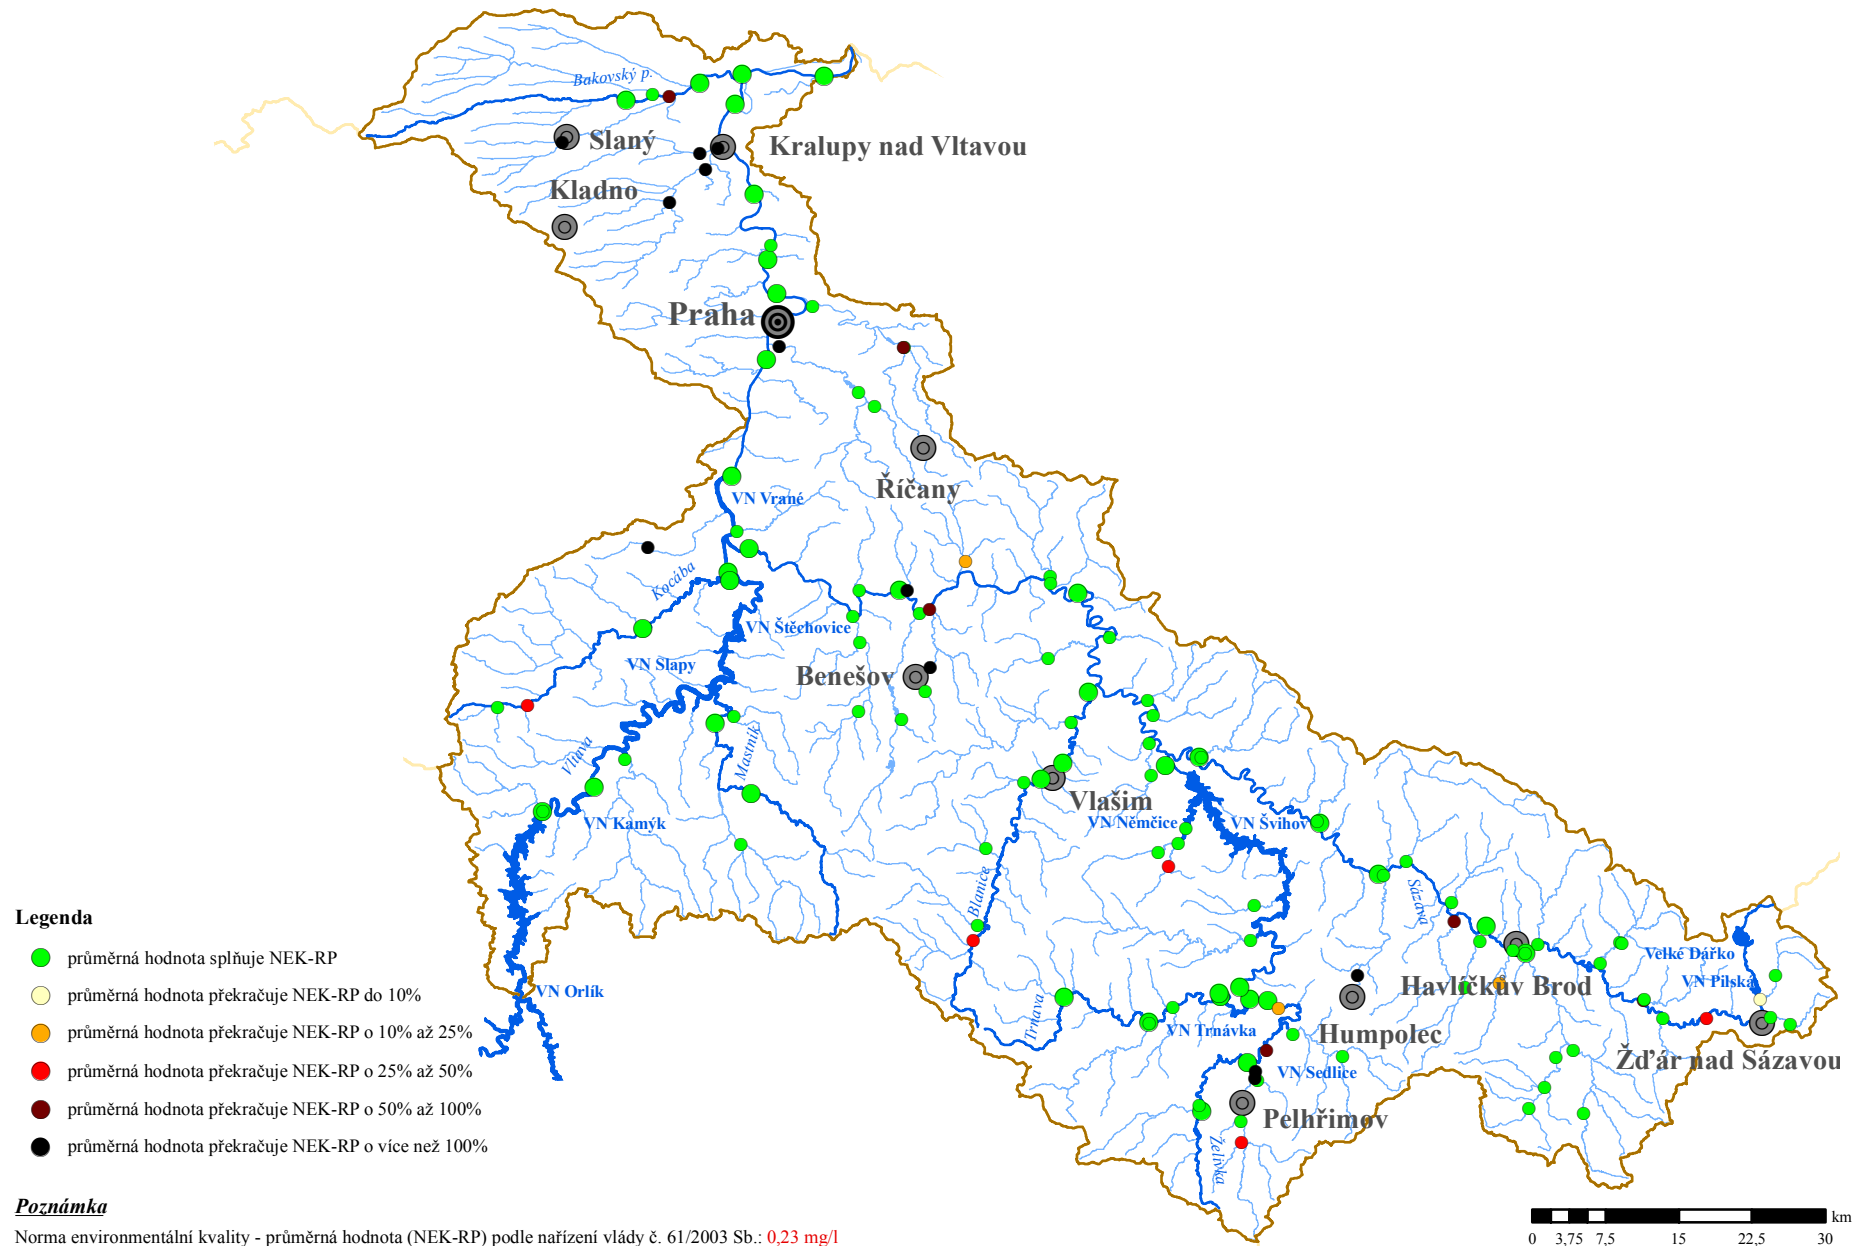 Bakovský p.
Slaný
Kralupy nad Vltavou
Kladno
Praha
Říčany
VN Vrané
Kocába
VN Štěchovice
VN Slapy
Benešov
Vltava
Mastník
VN Kamýk
Vlašim
VN Němčice
VN Švihov
Blanice
Sázava
VN Orlík
Trnava
VN Trnávka
Humpolec
Havlíčkův Brod
Velké Dářko
VN Pilská
Žďár nad Sázavou
VN Sedlice
Pelhřimov
Želivka
Legenda
průměrná hodnota splňuje NEK-RP
průměrná hodnota překračuje NEK-RP do 10%
průměrná hodnota překračuje NEK-RP o 10% až 25%
průměrná hodnota překračuje NEK-RP o 25% až 50%
průměrná hodnota překračuje NEK-RP o 50% až 100%
průměrná hodnota překračuje NEK-RP o více než 100%
Poznámka
Norma environmentální kvality - průměrná hodnota (NEK-RP) podle nařízení vlády č. 61/2003 Sb.: 0,23 mg/l
km
0 3,75 7,5 15 22,5 30